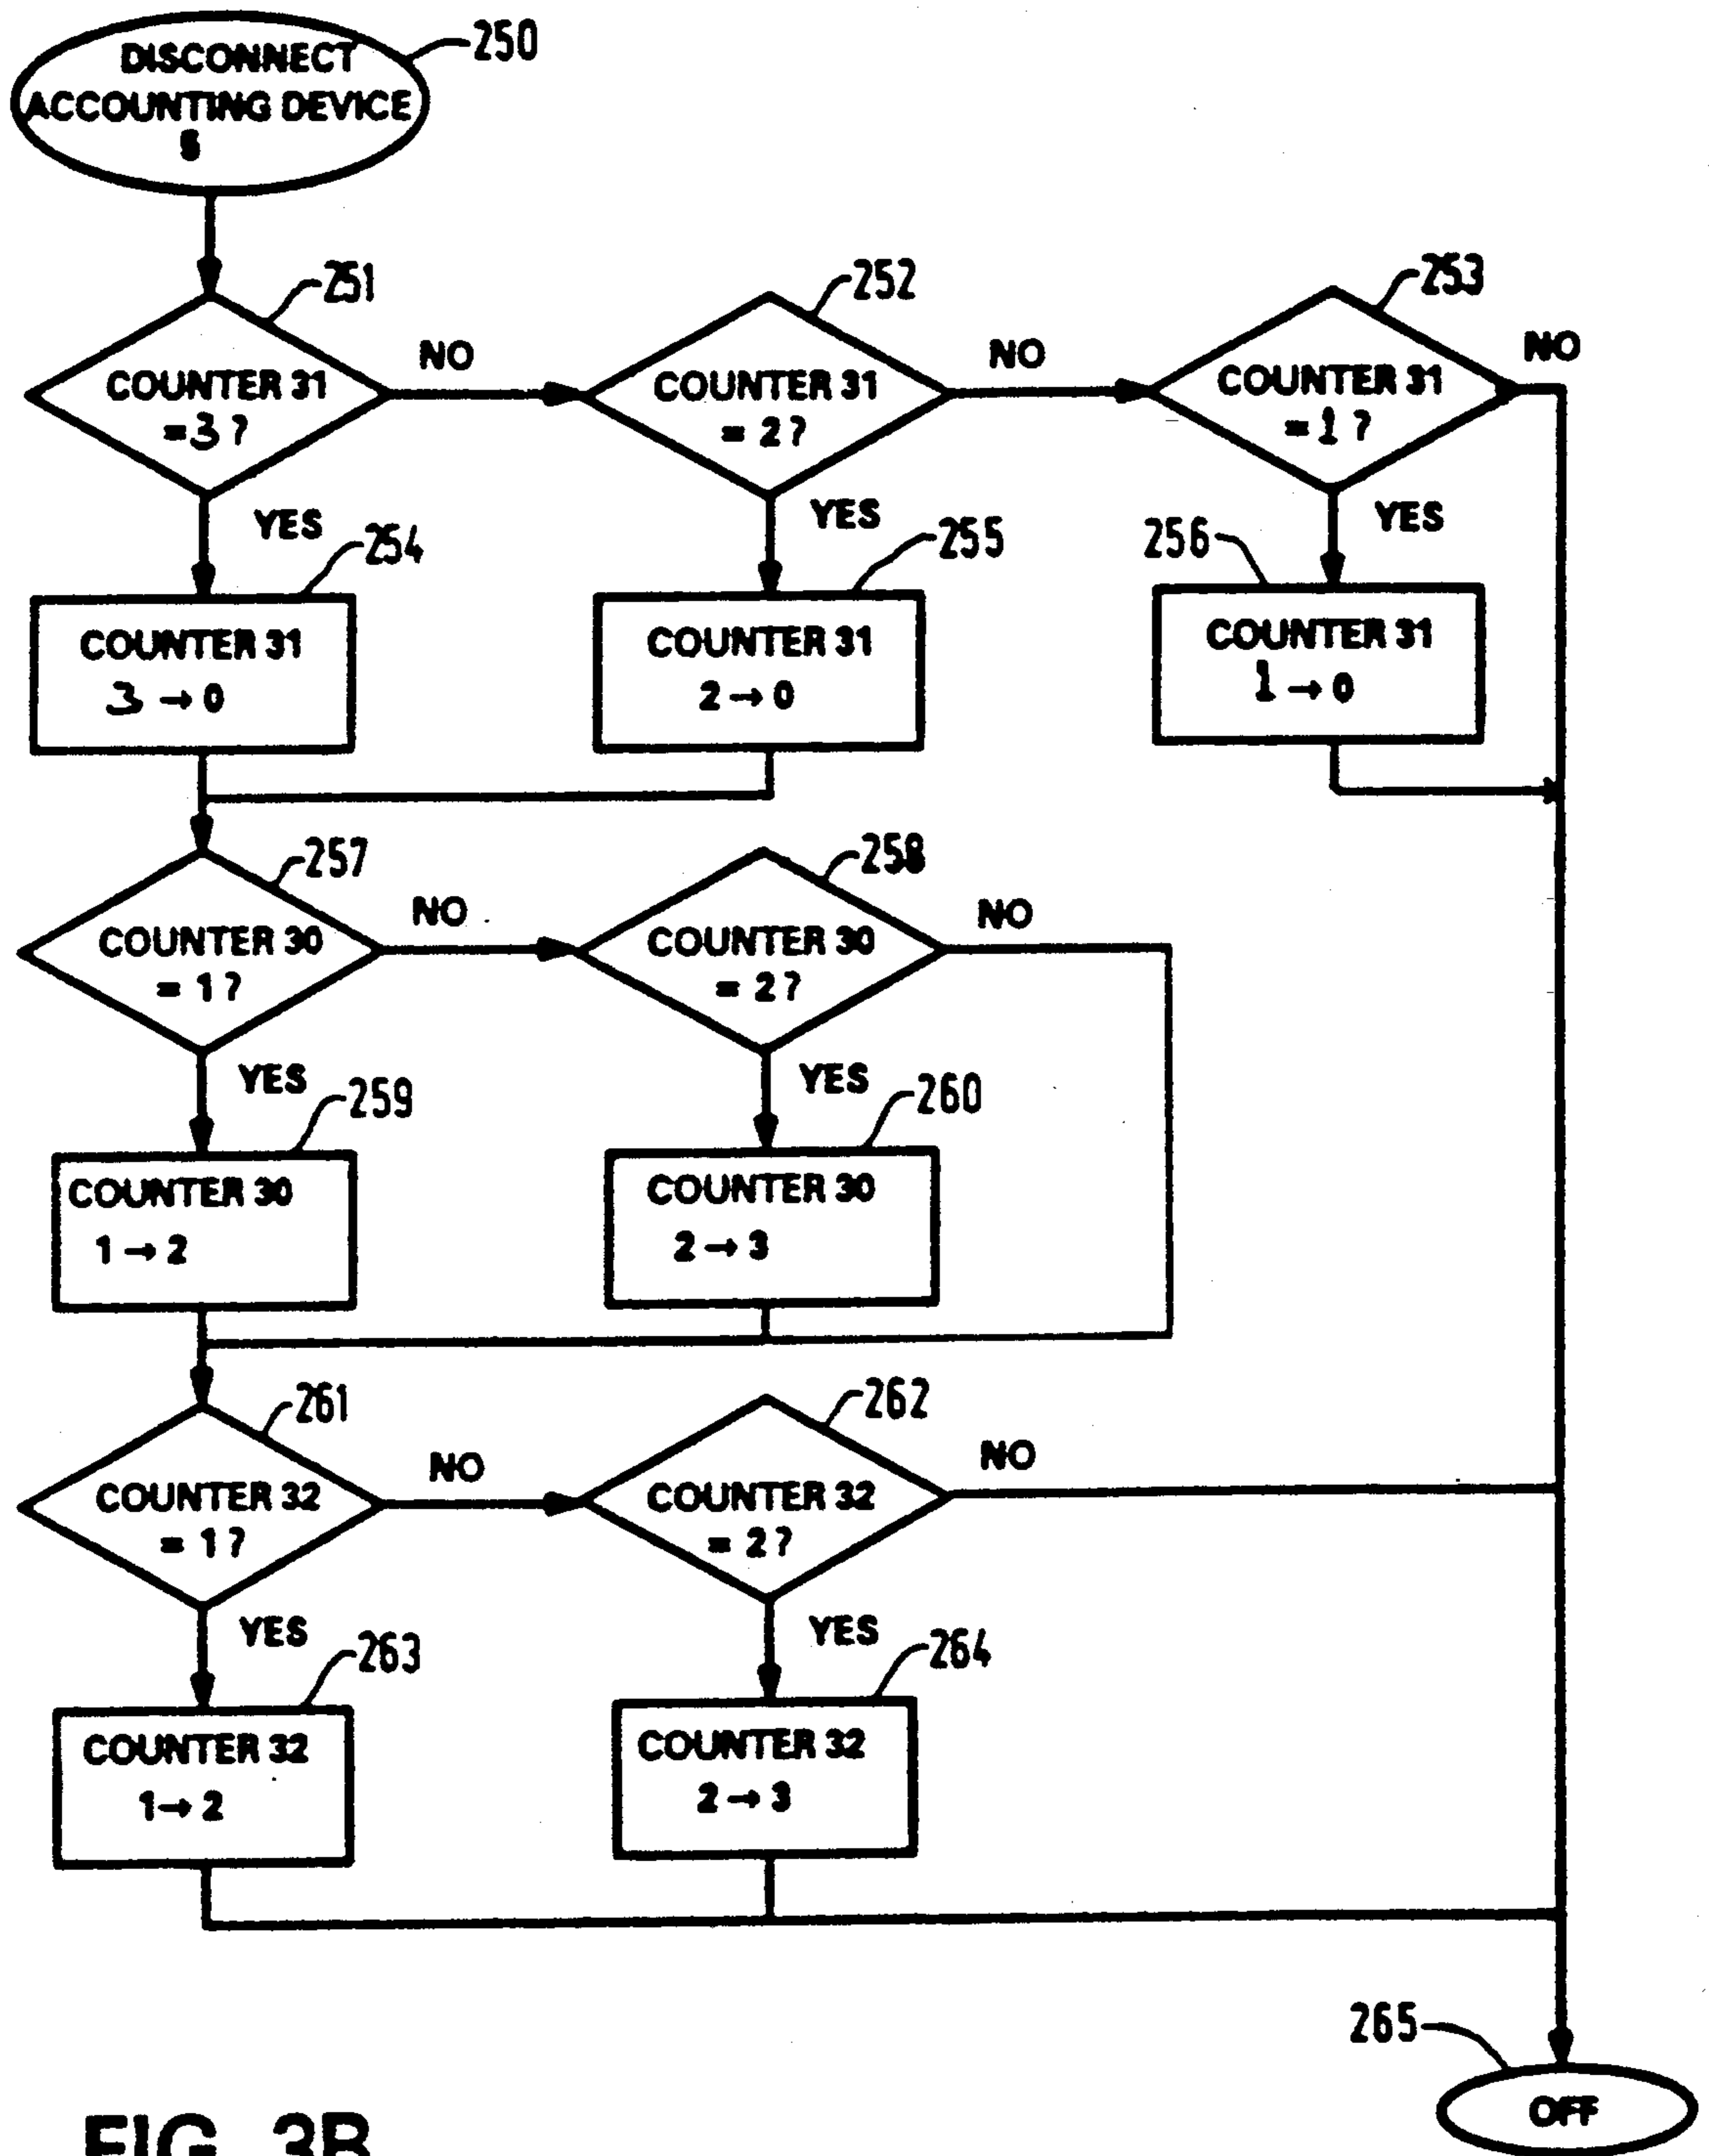 DISCONNECT
ACCOUNTING DEVICE
250
251
252
253
NO
NO
NO
COUNTER 31
= 3 ?
COUNTER 31
= 2 ?
COUNTER 31
= 1 ?
YES
YES
YES
254
255
256
COUNTER 31
3 → 0
COUNTER 31
2 → 0
COUNTER 31
1 → 0
257
258
NO
NO
COUNTER 30
= 1 ?
COUNTER 30
= 2 ?
YES
YES
259
260
COUNTER 30
1 → 2
COUNTER 30
2 → 3
261
262
NO
NO
COUNTER 32
= 1 ?
COUNTER 32
= 2 ?
YES
YES
263
264
COUNTER 32
1 → 2
COUNTER 32
2 → 3
265
OFF
FIG. 3B